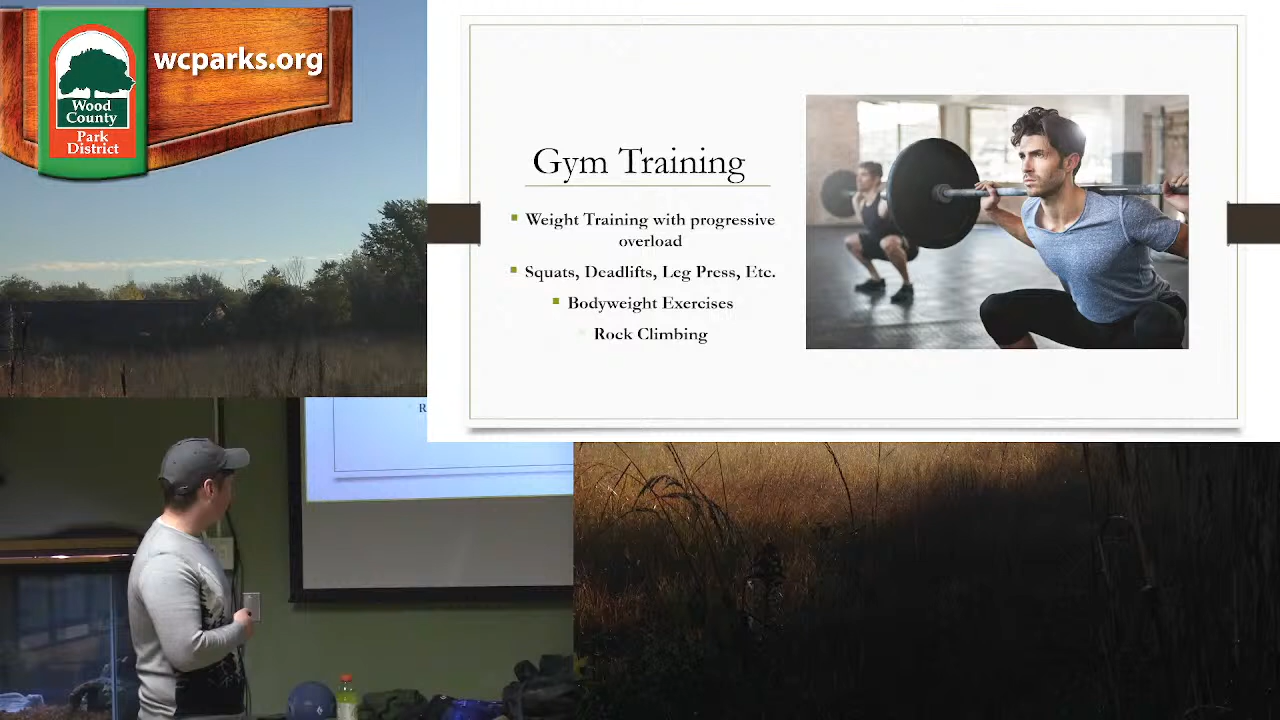 wcparks.org
Wood
County
Park
District
Gym Training
Weight Training with progressive
overload
Squats, Deadlifts, Leg Press, Etc.
Bodyweight Exercises
Rock Climbing
R